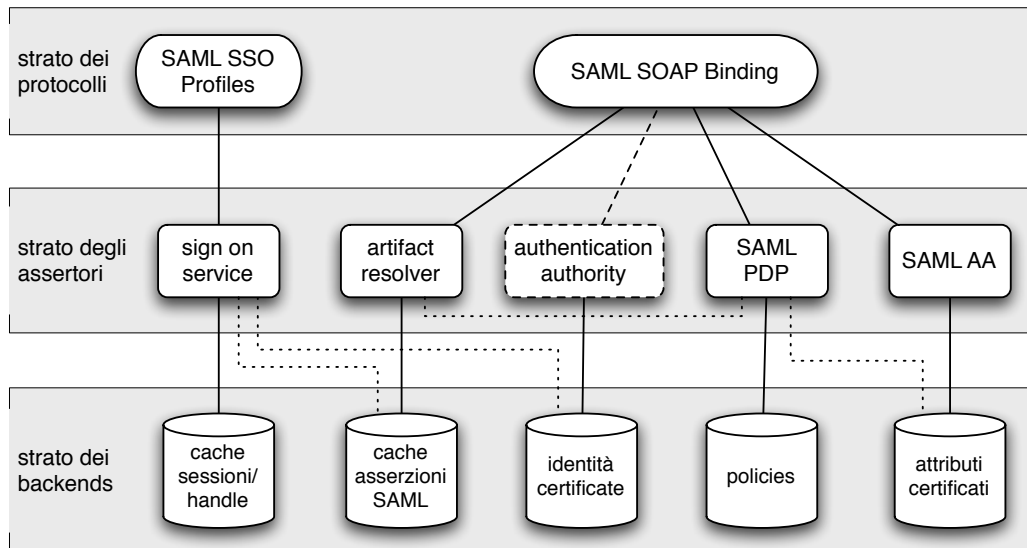 strato dei
protocolli
SAML SSO
Profiles
SAML SOAP Binding
strato degli
assertori
sign on
service
artifact
resolver
authentication
authority
SAML
PDP
SAML AA
strato dei
backends
cache
sessioni/
handle
cache
asserzioni
SAML
identità
certificate
policies
attributi
certificati